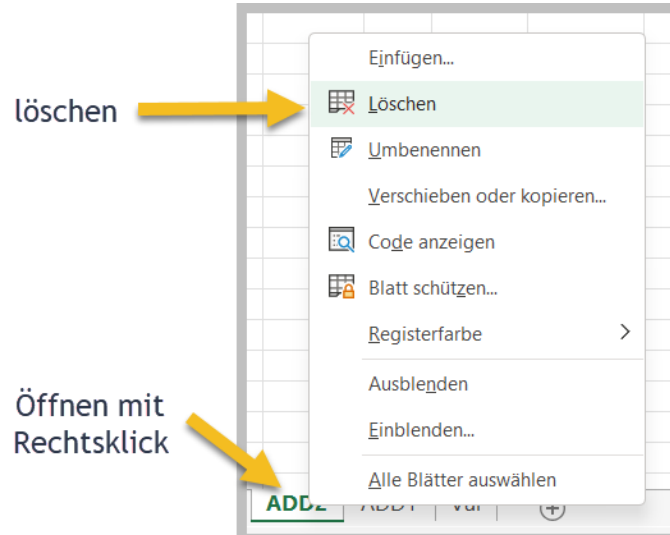 Einfügen...
löschen
Löschen
Umbenennen
Verschieben oder kopieren...
Code anzeigen
Blatt schützen...
Registerfarbe
Ausblenden
Öffnen mit
Rechtsklick
Einblenden...
Alle Blätter auswählen
ADD2 ADD1